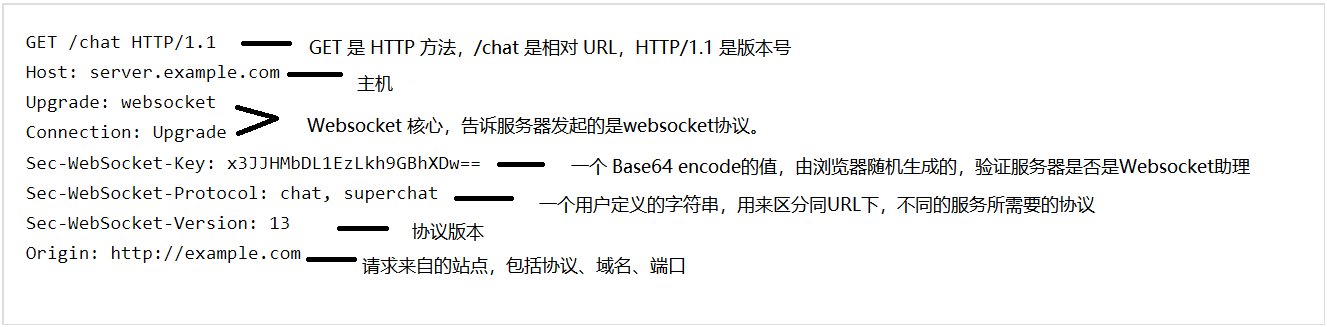 GET /chat HTTP/1.1 GET 是 HTTP 方法，/chat 是相对 URL，HTTP/1.1 是版本号
Host: server.example.com 主机
Upgrade: websocket
Connection: Upgrade Websocket 核心，告诉服务器发起的是websocket协议。
Sec-WebSocket-Key: x3JJHMbDL1EzLkh9GBhXDw== 一个 Base64 encode的值，由浏览器随机生成的，验证服务器是否是Websocket助理
Sec-WebSocket-Protocol: chat, superchat 一个用户定义的字符串，用来区分同URL下，不同的服务所需要的协议
Sec-WebSocket-Version: 13 协议版本
Origin: http://example.com 请求来自的站点，包括协议、域名、端口